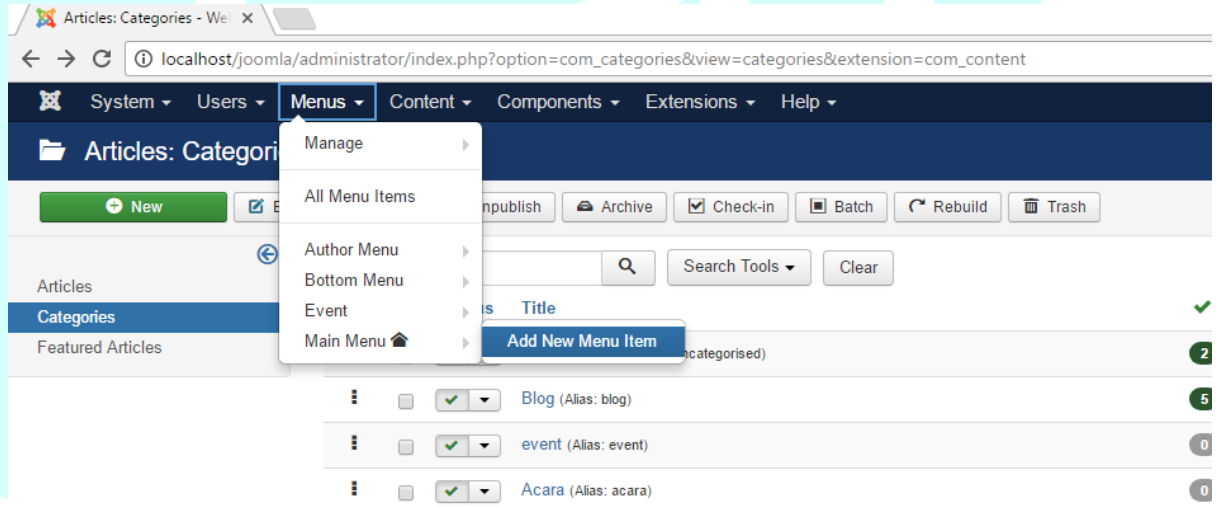 Articles: Categories - Wel
localhost/joomla/administrator/index.php?option=com_categories&view=categories&extension=com_content
System Users Menus Content Components Extensions Help
Articles: Categori
New E npublish Archive Check-in Batch Rebuild Trash
Manage
All Menu Items
Author Menu
Bottom Menu
Event
Main Menu
Add New Menu Item
Search Tools Clear
Articles
Categories
Featured Articles
s Title
ncategorised) 2
Blog (Alias: blog) 5
event (Alias: event) 0
Acara (Alias: acara) 0